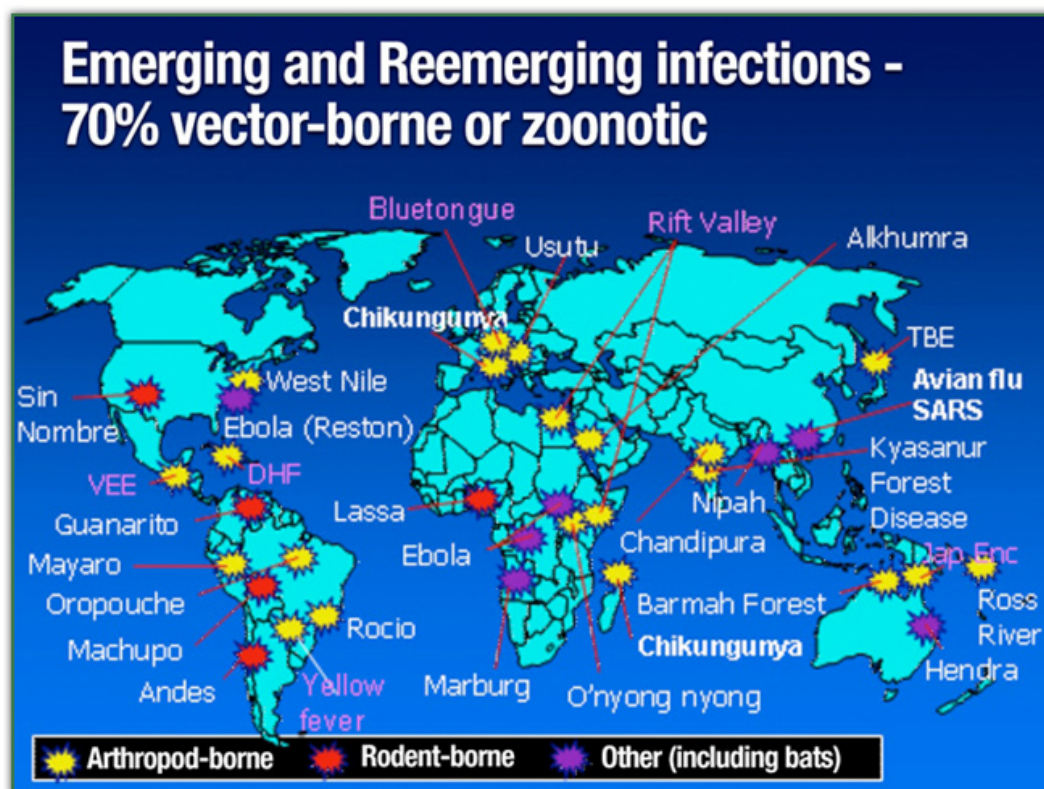 Emerging and Reemerging infections -
70% vector-borne or zoonotic
Bluetongue
Rift Valley
Usutu
Alkhumra
Chikungunya
TBE
West Nile
Avian flu
SARS
Sin
Nombre
Ebola (Reston)
Kyasanur
Forest
Disease
VEE
DHF
Nipah
Guanarito
Lassa
Chandipura
Ebola
Mayaro
Jap Enc
Oropouche
Barmah Forest
Ross
River
Rocio
Machupo
Chikungunya
Hendra
Andes
Yellow
fever
Marburg
O'nyong nyong
Arthropod-borne
Rodent-borne
Other (including bats)